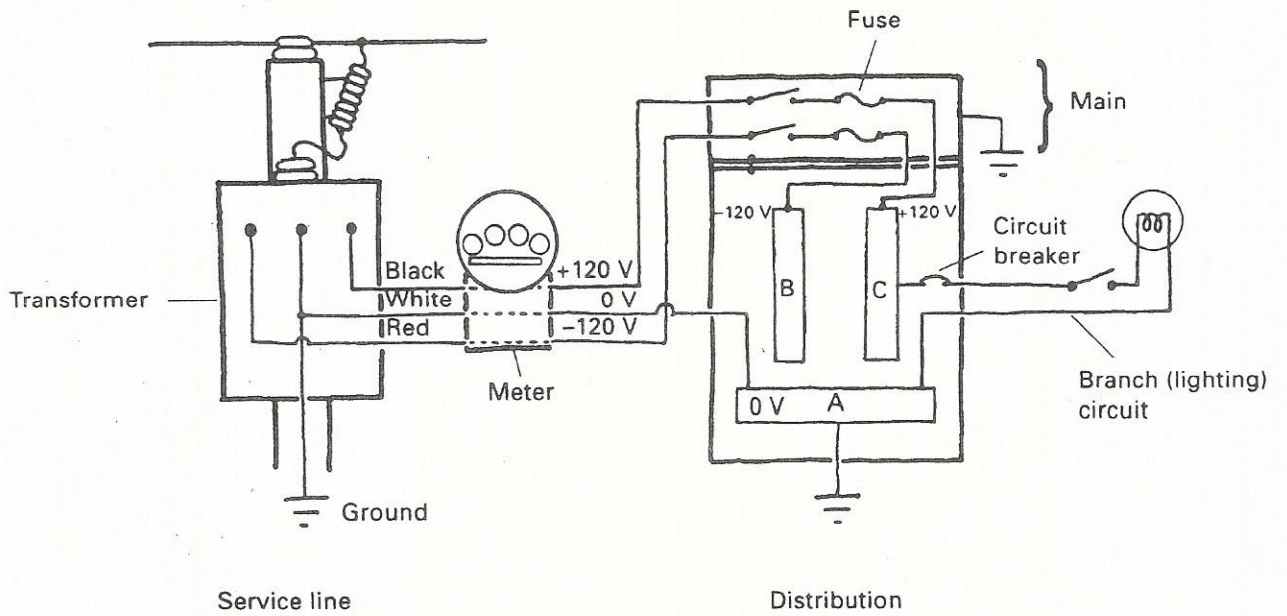 Fuse
Main
−120 V
+120 V
Circuit
breaker
Black
+120 V
White
0 V
Red
−120 V
Transformer
B
C
Meter
Branch (lighting)
circuit
0 V
A
Ground
Service line
Distribution